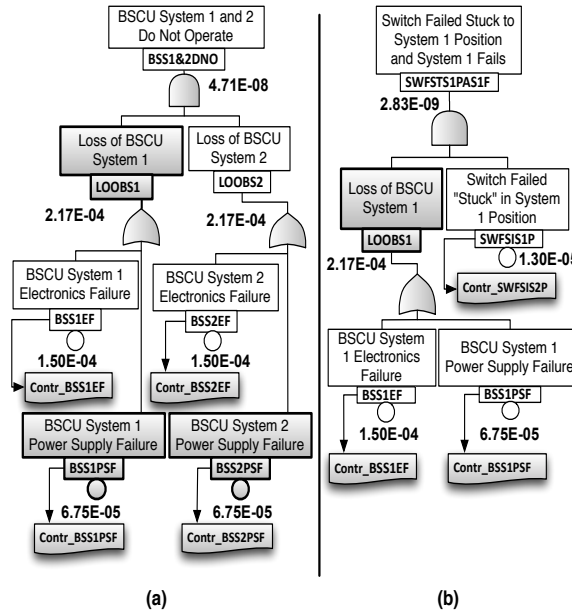 BSCU System 1 and 2
Do Not Operate
BSS1&2DNO
4.71E-08
Loss of BSCU
System 1
LOOBS1
2.17E-04
Loss of BSCU
System 2
LOOBS2
2.17E-04
BSCU System 1
Electronics Failure
BSS1EF
1.50E-04
Contr_BSS1EF
BSCU System 2
Electronics Failure
BSS2EF
1.50E-04
Contr_BSS2EF
BSCU System 1
Power Supply Failure
BSS1PSF
6.75E-05
Contr_BSS1PSF
BSCU System 2
Power Supply Failure
BSS2PSF
6.75E-05
Contr_BSS2PSF
(a)
Switch Failed Stuck to
System 1 Position
and System 1 Fails
SWFSTS1PAS1F
2.83E-09
Loss of BSCU
System 1
LOOBS1
2.17E-04
Switch Failed
"Stuck" in System
1 Position
SWFSIS1P
1.30E-05
Contr_SWFSIS2P
BSCU System
1 Electronics
Failure
BSS1EF
1.50E-04
Contr_BSS1EF
BSCU System 1
Power Supply Failure
BSS1PSF
6.75E-05
Contr_BSS1PSF
(b)